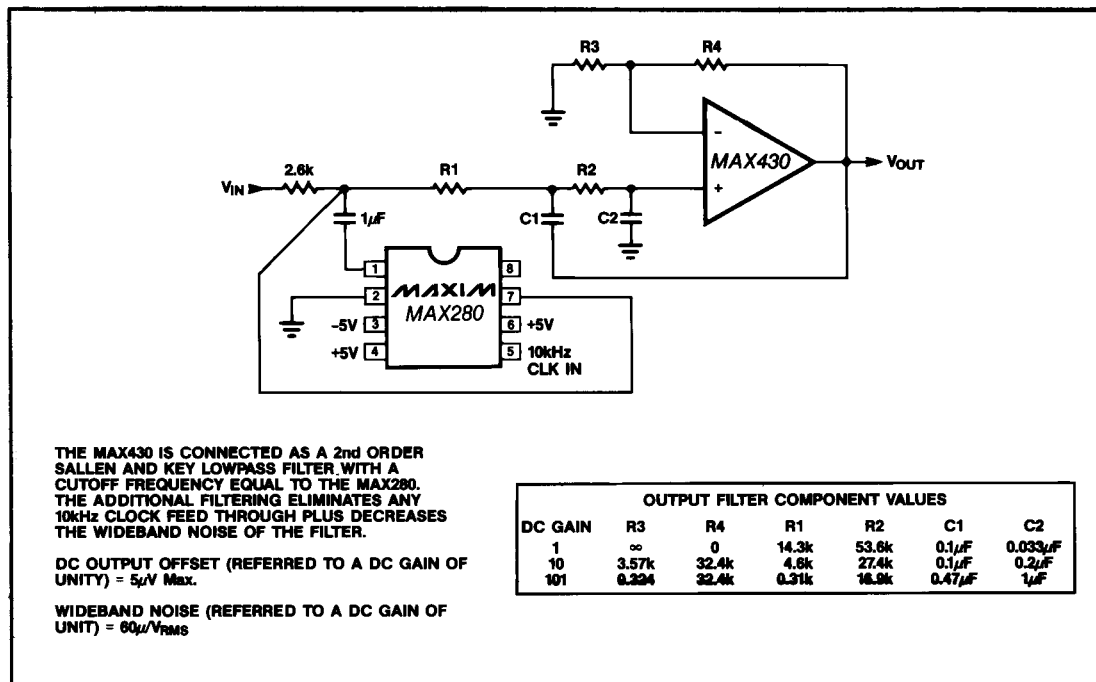 R3
R4
−
MAX430
+
VOUT
VIN
2.6k
R1
R2
1µF
C1
C2
1
8
2
MAXIM
7
MAX280
-5V
3
6
+5V
+5V
4
5
10kHz
CLK IN
THE MAX430 IS CONNECTED AS A 2nd ORDER
SALLEN AND KEY LOWPASS FILTER WITH A
CUTOFF FREQUENCY EQUAL TO THE MAX280.
THE ADDITIONAL FILTERING ELIMINATES ANY
10kHz CLOCK FEED THROUGH PLUS DECREASES
THE WIDEBAND NOISE OF THE FILTER.
DC OUTPUT OFFSET (REFERRED TO A DC GAIN OF
UNITY) = 5µV Max.
WIDEBAND NOISE (REFERRED TO A DC GAIN OF
UNIT) = 60µ/VRMS
OUTPUT FILTER COMPONENT VALUES
DC GAIN R3 R4 R1 R2 C1 C2
1 ∞ 0 14.3k 53.6k 0.1µF 0.033µF
10 3.57k 32.4k 4.6k 27.4k 0.1µF 0.2µF
101 0.324 32.4k 0.31k 16.9k 0.47µF 1µF